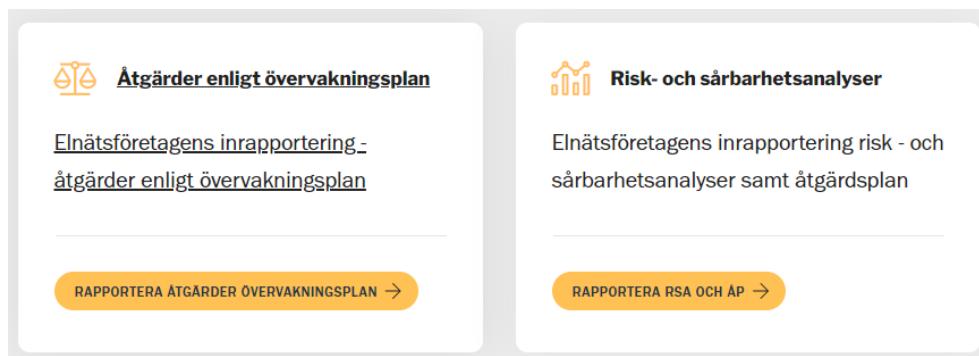 Åtgärder enligt övervakningsplan
Elnätsföretagens inrapportering -
åtgärder enligt övervakningsplan
RAPPORTERA ÅTGÄRDER ÖVERVAKNINGSPLAN →
Risk- och sårbarhetsanalyser
Elnätsföretagens inrapportering risk - och
sårbarhetsanalyser samt åtgärdsplan
RAPPORTERA RSA OCH ÅP →